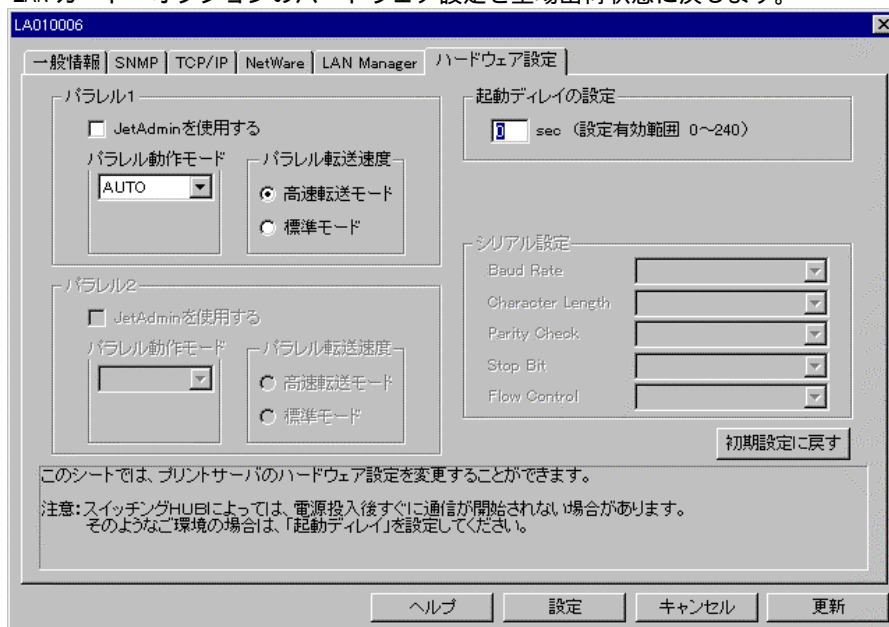 LAN カード・オプションのハードウェア設定を工場出荷状態に戻します。
LA010006
一般情報 SNMP TCP/IP NetWare LAN Manager ハードウェア設定
パラレル1
JetAdminを使用する
パラレル動作モード
AUTO
パラレル転送速度
高速転送モード
標準モード
パラレル2
JetAdminを使用する
パラレル動作モード
パラレル転送速度
高速転送モード
標準モード
起動ディレイの設定
0 sec (設定有効範囲 0~240)
シリアル設定
Baud Rate
Character Length
Parity Check
Stop Bit
Flow Control
初期設定に戻す
このシートでは、プリントサーバのハードウェア設定を変更することができます。
注意:スイッチングHUBによっては、電源投入後すぐに通信が開始されない場合があります。
そのようなご環境の場合は、「起動ディレイ」を設定してください。
ヘルプ 設定 キャンセル 更新